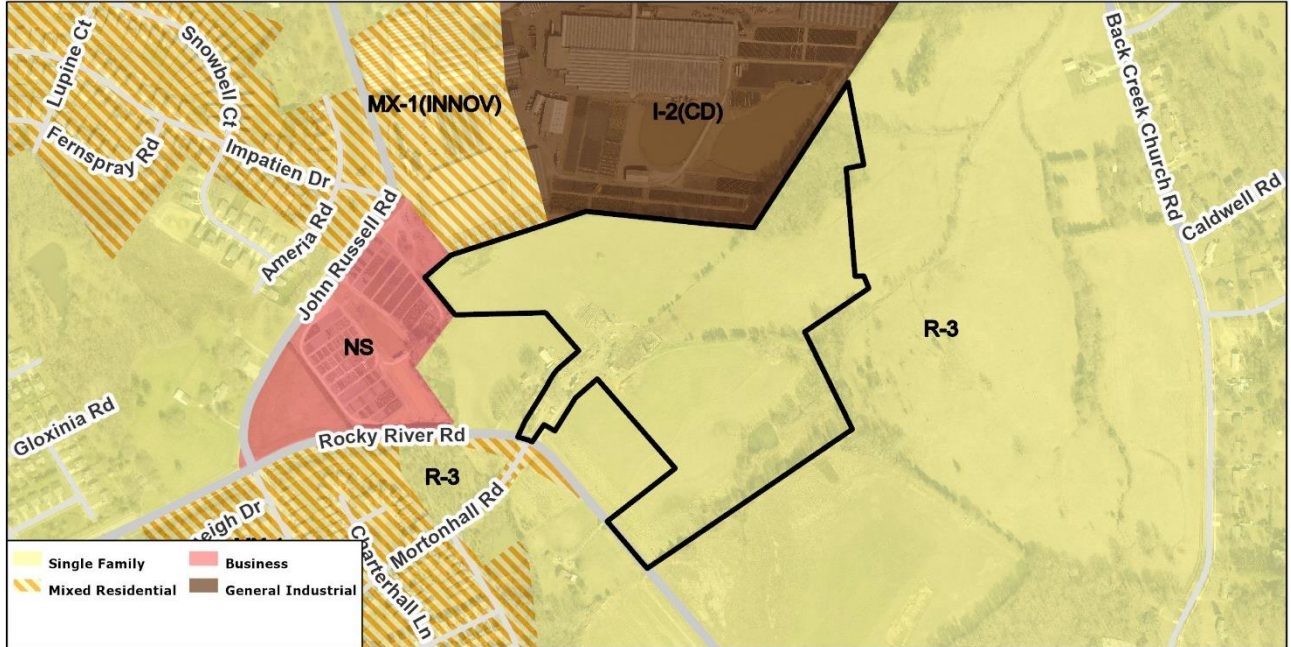 Lupine Ct
Snowbell Ct
Fernspray Rd
Impatien Dr
Ameria Rd
John Russell Rd
MX-1(INNOV)
I-2(CD)
Back Creek Church Rd
Caldwell Rd
NS
R-3
Gloxinia Rd
Rocky River Rd
R-3
Mortonhall Rd
Charterhall Ln
eigh Dr
Single Family
Business
Mixed Residential
General Industrial